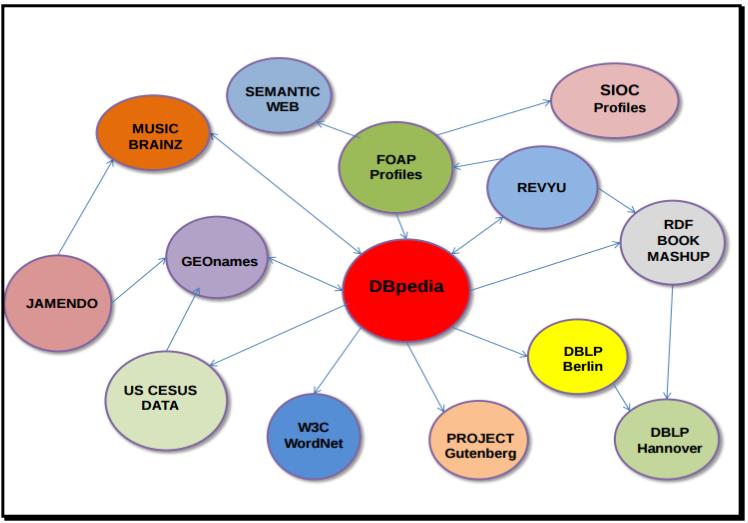 SEMANTIC
WEB
SIOC
Profiles
MUSIC
BRAINZ
FOAP
Profiles
REVYU
RDF
BOOK
MASHUP
GEOnames
DBpedia
JAMENDO
DBLP
Berlin
US CESUS
DATA
W3C
WordNet
PROJECT
Gutenberg
DBLP
Hannover